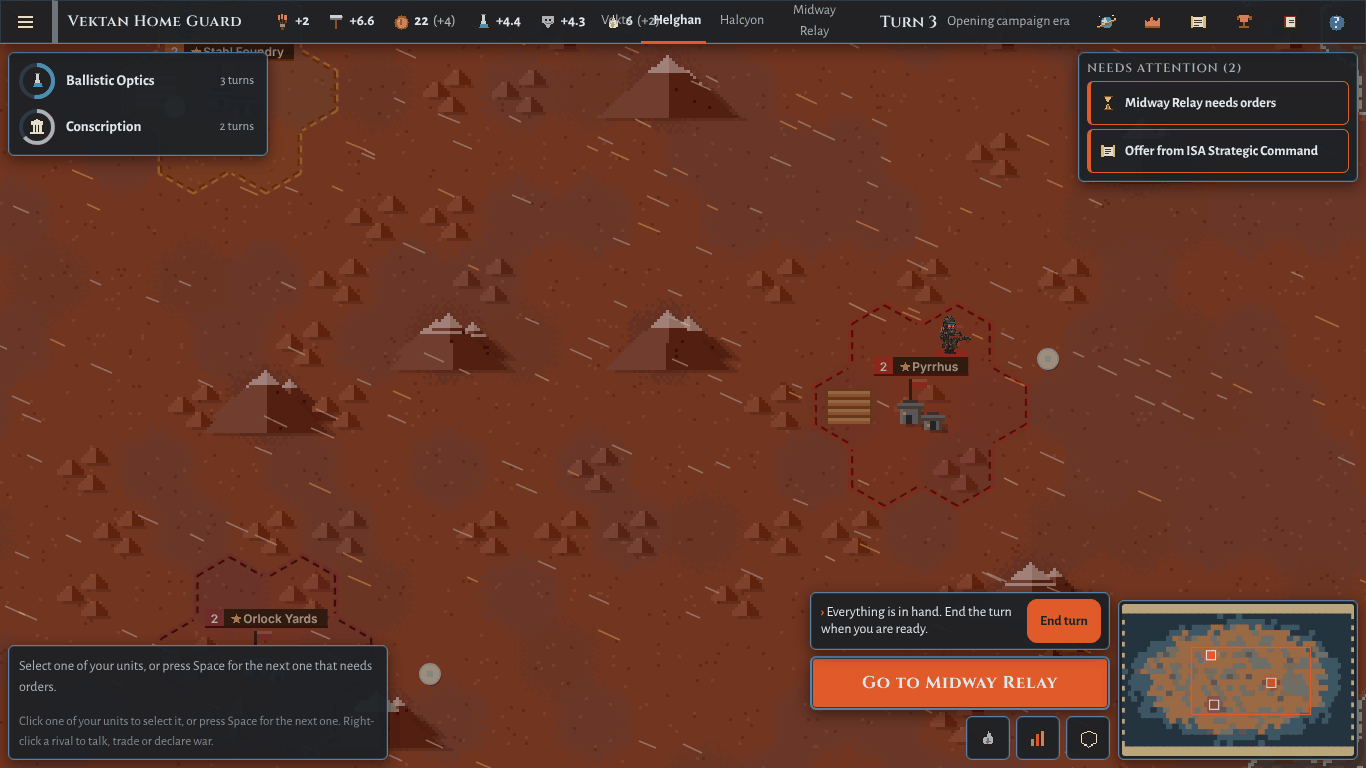 Vektan Home Guard
+2
+6.6
22 (+4)
+4.4
+4.3
6 (+2)
Helghan
Halcyon
Midway
Relay
Turn 3
Opening campaign era
2 ★Stahl Foundry
Ballistic Optics
3 turns
Conscription
2 turns
Needs attention (2)
Midway Relay needs orders
Offer from ISA Strategic Command
2 ★Pyrrhus
2 ★Orlock Yards
› Everything is in hand. End the turn
when you are ready.
End turn
Go to Midway Relay
Select one of your units, or press Space for the next one that needs
orders.
Click one of your units to select it, or press Space for the next one. Right-
click a rival to talk, trade or declare war.